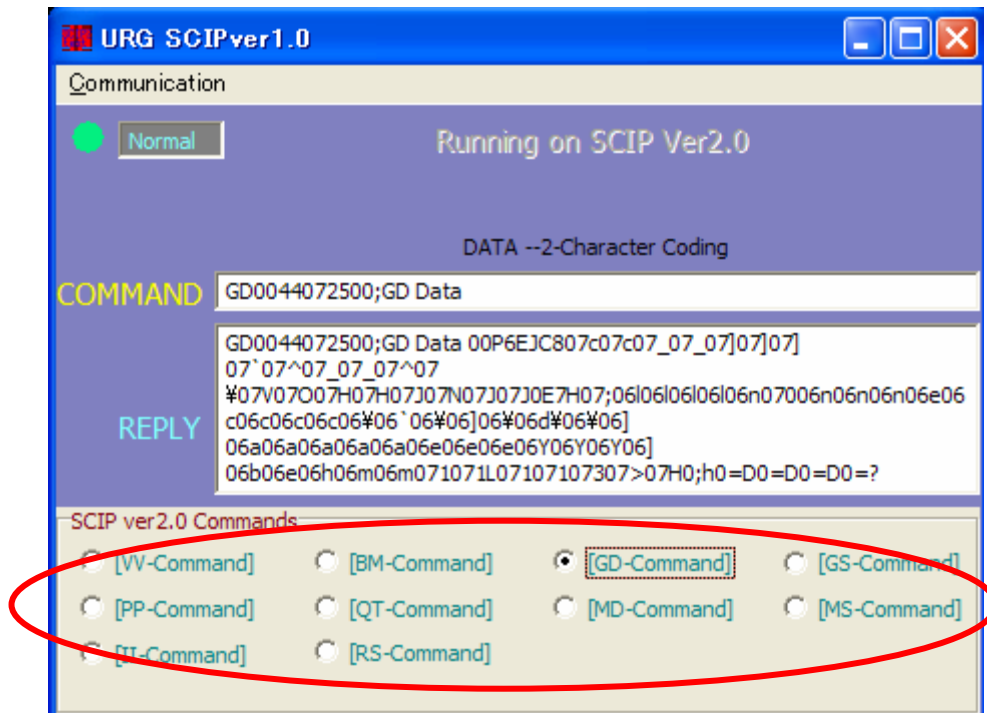 URG SCIPver1.0
Communication
Normal
Running on SCIP Ver2.0
DATA --2-Character Coding
COMMAND
GD0044072500;GD Data
REPLY
GD0044072500;GD Data 00P6EJC807c07c07_07_07]07]07]
07`07^07_07_07^07
¥07V07O07H07H07J07N07J07J0E7H07;06l06l06l06l06n07006n06n06n06e06
c06c06c06c06¥06`06¥06]06¥06d¥06¥06]
06a06a06a06a06a06e06e06e06Y06Y06Y06]
06b06e06h06m06m071071L07107107307>07H0;h0=D0=D0=D0=?
SCIP ver2.0 Commands
[VV-Command]
[BM-Command]
[GD-Command]
[GS-Command]
[PP-Command]
[QT-Command]
[MD-Command]
[MS-Command]
[II-Command]
[RS-Command]